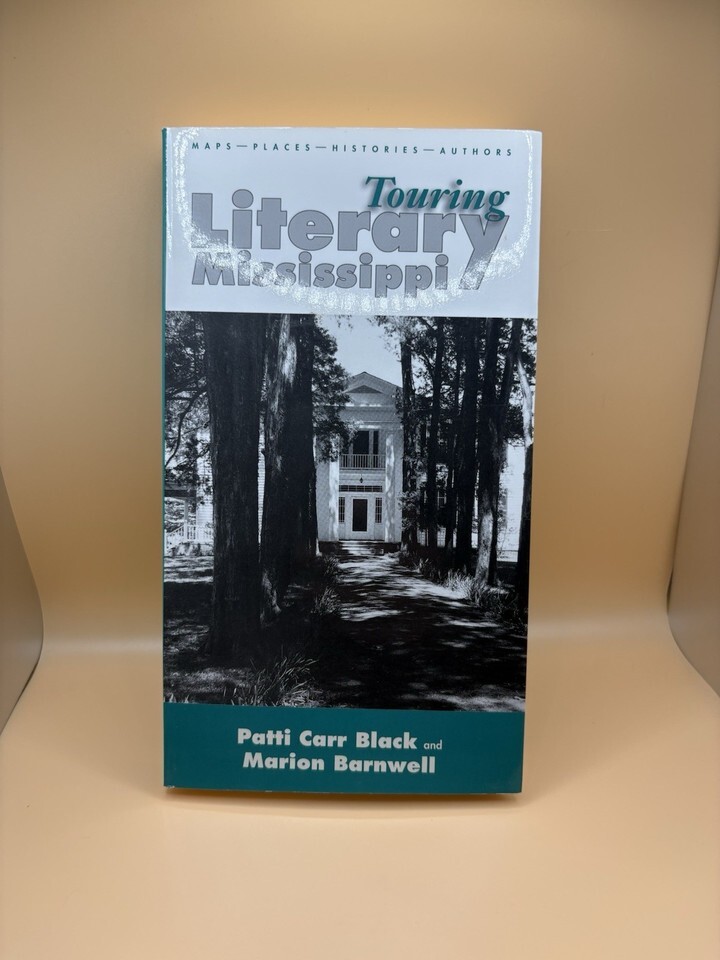 MAPS—PLACES—HISTORIES—AUTHORS
Touring
Literary
Mississippi
Patti Carr Black and
Marion Barnwell